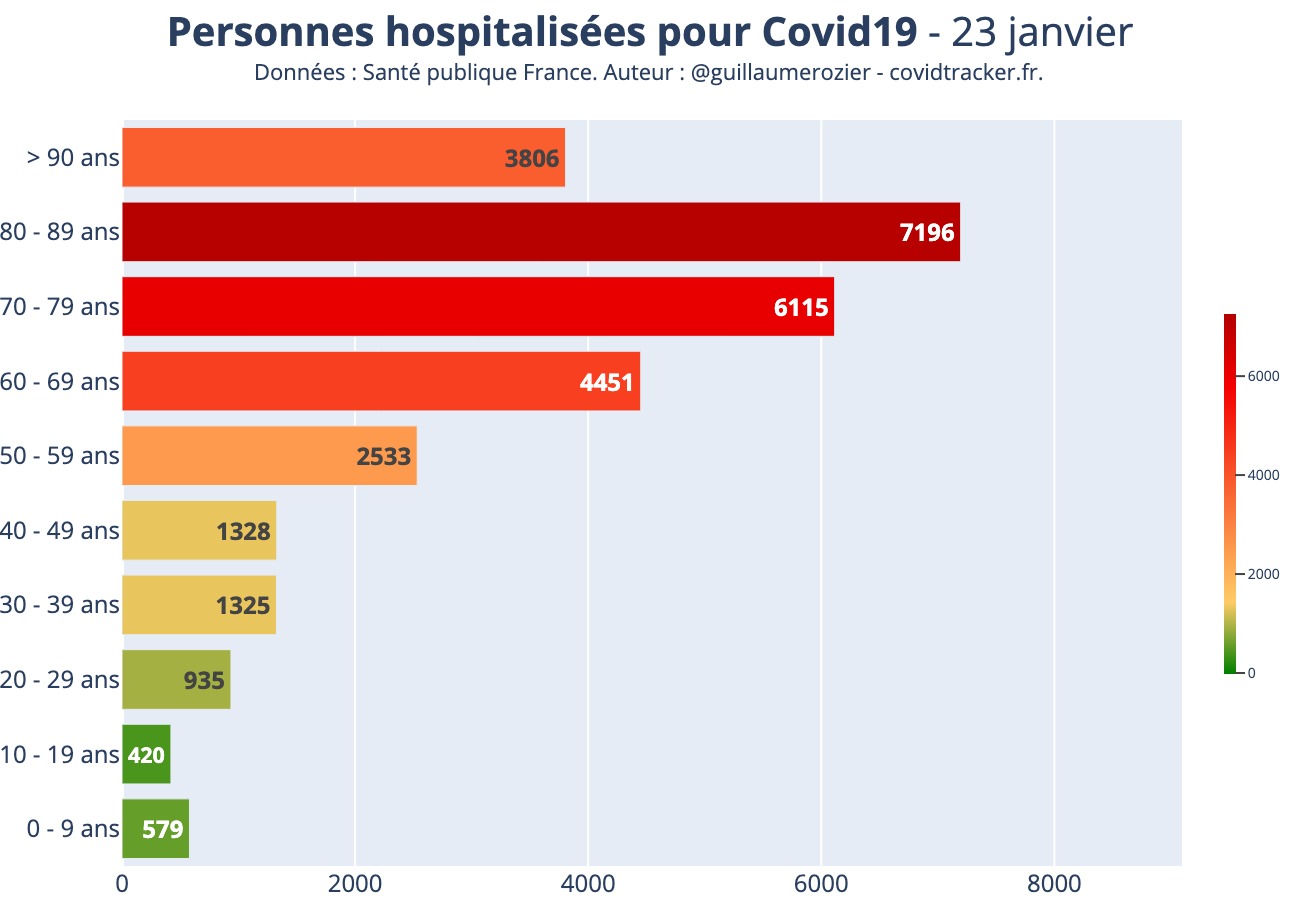 Personnes hospitalisées pour Covid19 - 23 janvier
Données : Santé publique France. Auteur : @guillaumerozier - covidtracker.fr.
> 90 ans 3806
80 - 89 ans 7196
70 - 79 ans 6115
60 - 69 ans 4451
50 - 59 ans 2533
40 - 49 ans 1328
30 - 39 ans 1325
20 - 29 ans 935
10 - 19 ans 420
0 - 9 ans 579
0 2000 4000 6000 8000
6000
4000
2000
0